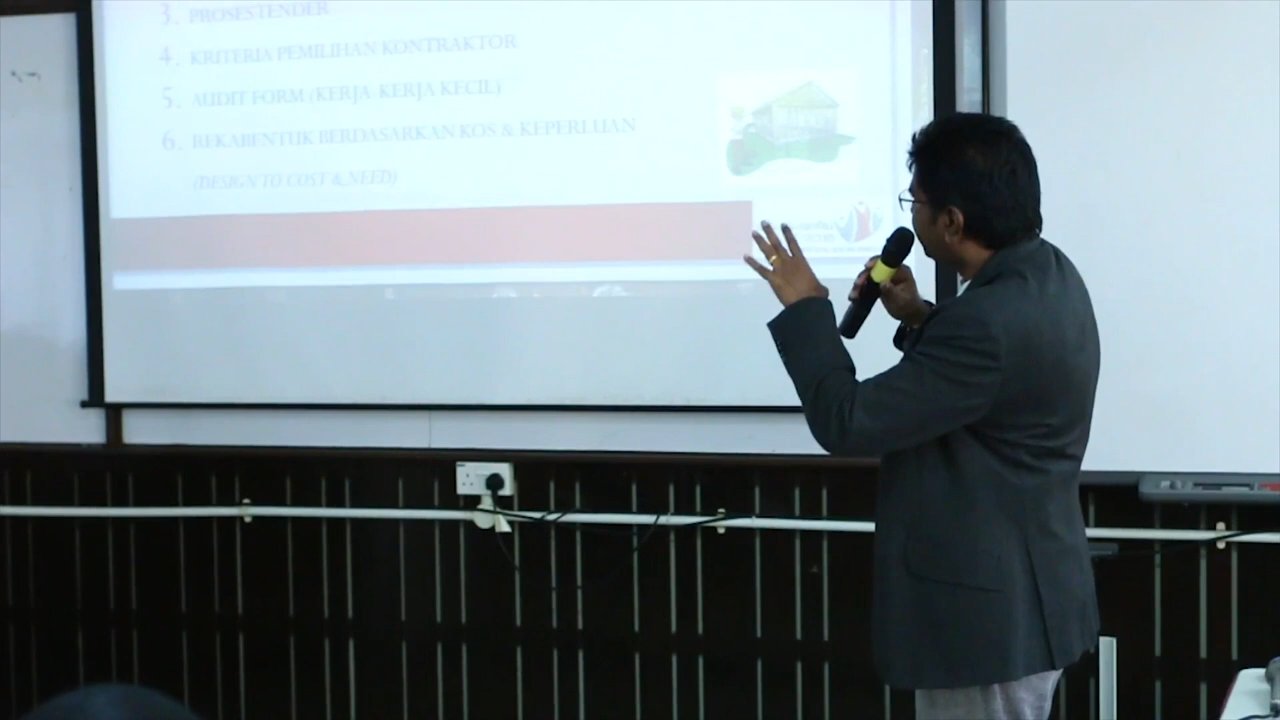 3. PROSES TENDER
4. KRITERIA PEMILIHAN KONTRAKTOR
5. AUDIT FORM (KERJA-KERJA KECIL)
6. REKABENTUK BERDASARKAN KOS & KEPERLUAN
(DESIGN TO COST & NEED)